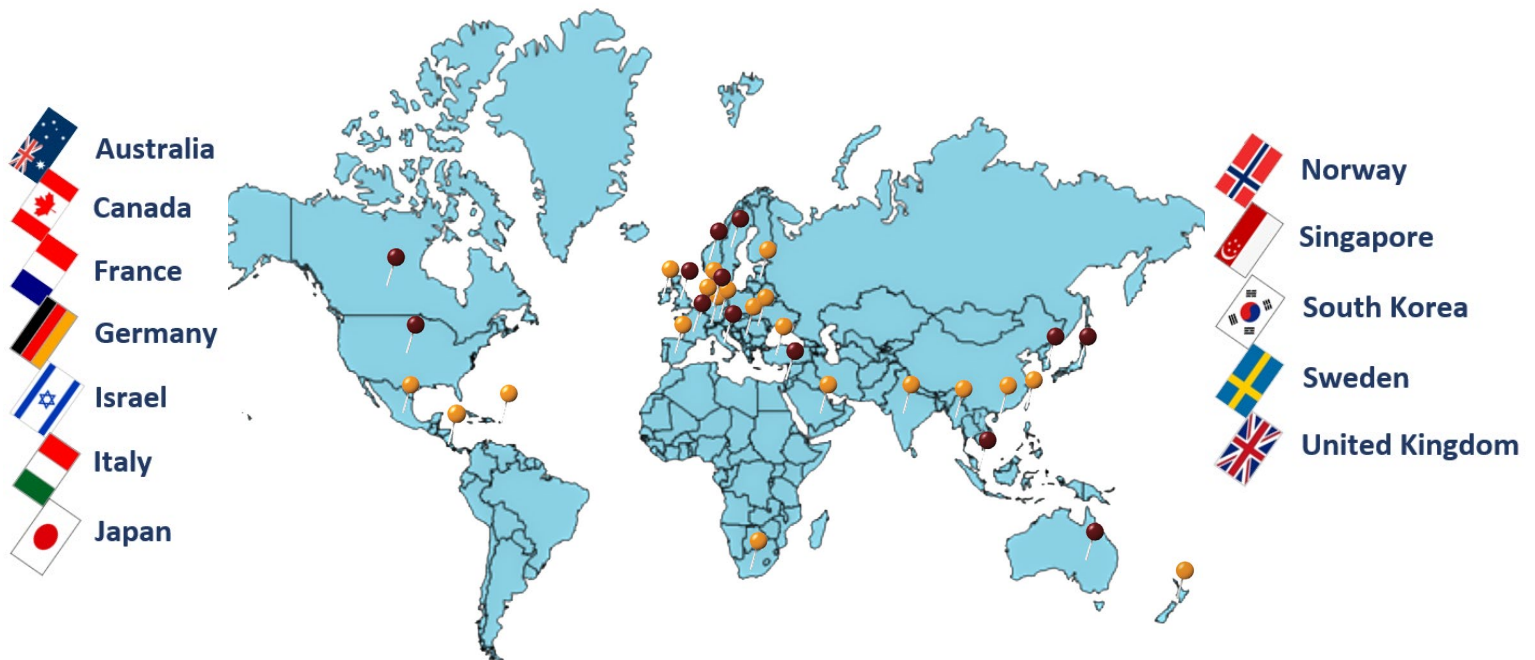 Australia
Canada
France
Germany
Israel
Italy
Japan
Norway
Singapore
South Korea
Sweden
United Kingdom